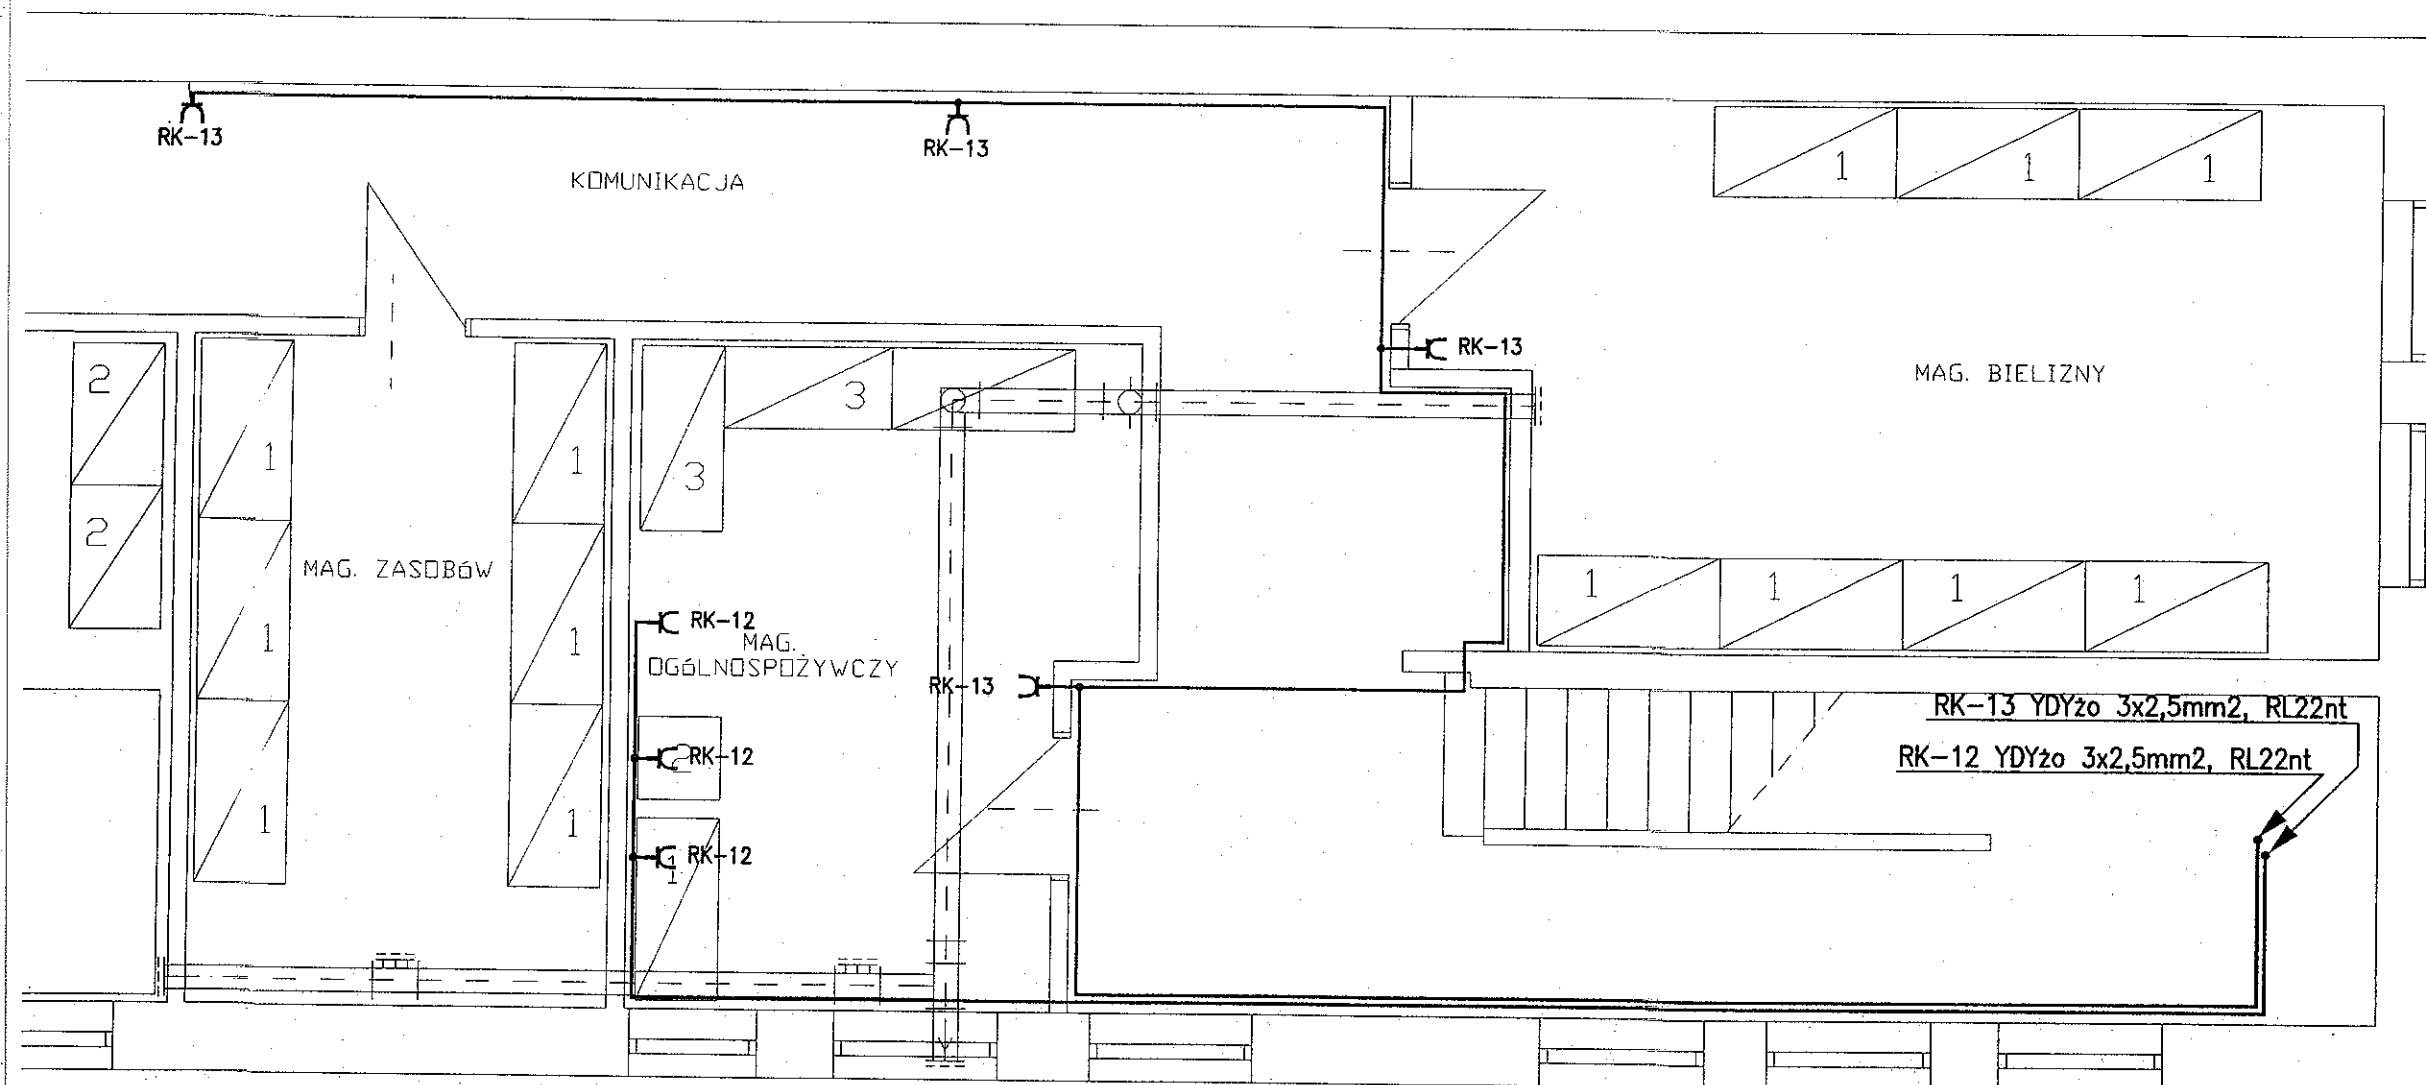 RK-13
RK-13
KOMUNIKACJA
1
1
1
RK-13
MAG. BIELIZNY
2
3
3
1
1
2
MAG. ZASOBóW
1
1
1
1
RK-12
MAG.
OGóLNOSPOŻYWCZY
1
1
RK-13
RK-13 YDYżo 3x2,5mm2, RL22nt
2
RK-12
RK-12 YDYżo 3x2,5mm2, RL22nt
1
1
1
RK-12